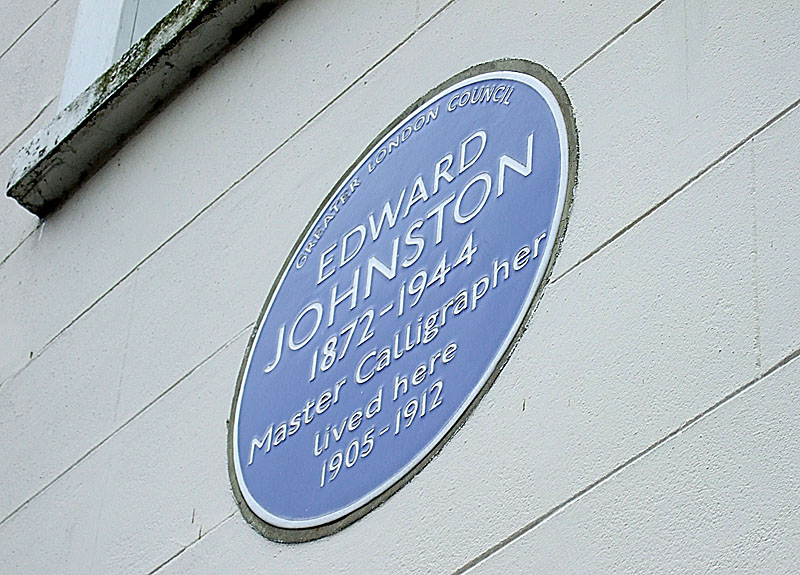 GREATER LONDON COUNCIL
EDWARD
JOHNSTON
1872-1944
Master Calligrapher
lived here
1905-1912